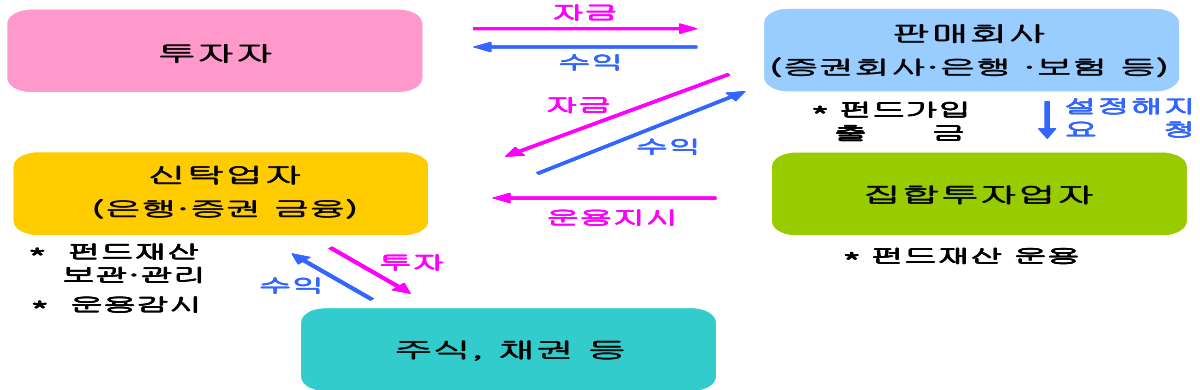 자금
투자자
수익
판매회사
(증권회사·은행 ·보험 등)
자금
수익
* 펀드가입
출 금
설정해지
요 청
신탁업자
(은행·증권 금융)
운용지시
집합투자업자
* 펀드재산
보관·관리
* 운용감시
수익
투자
* 펀드재산 운용
주식, 채권 등